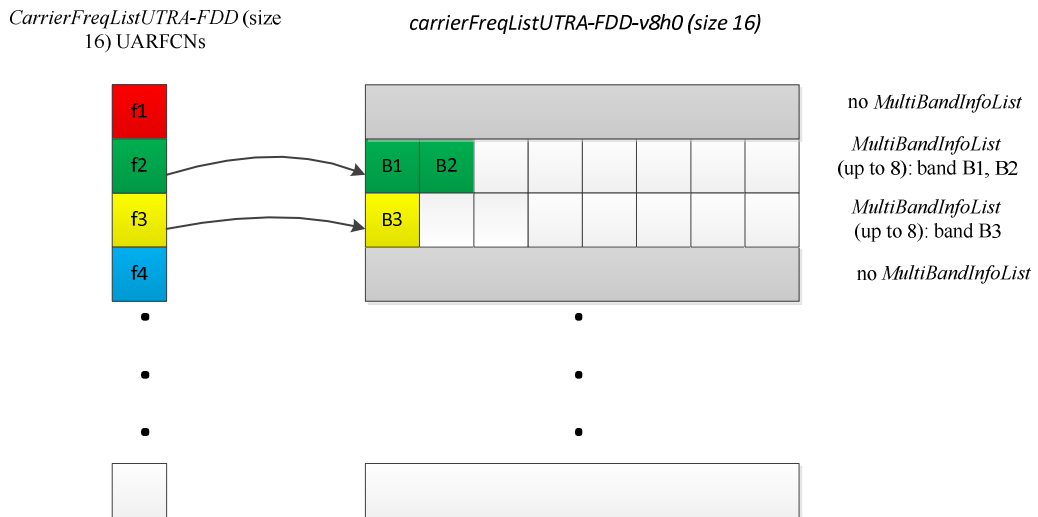 CarrierFreqListUTRA-FDD (size
16) UARFCNs
carrierFreqListUTRA-FDD-v8h0 (size 16)
f1
no MultiBandInfoList
f2
B1 B2
MultiBandInfoList
(up to 8): band B1, B2
f3
B3
MultiBandInfoList
(up to 8): band B3
f4
no MultiBandInfoList